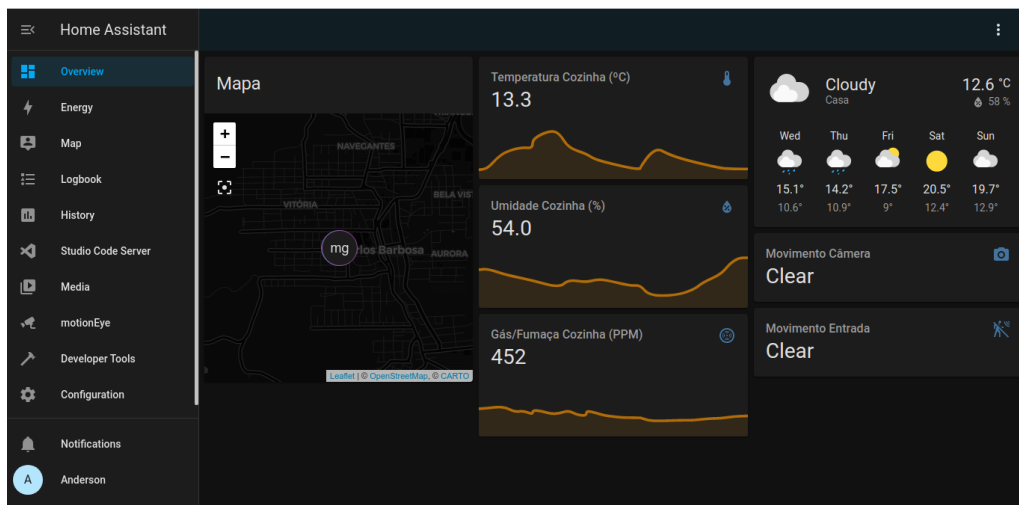 Home Assistant
Overview
Energy
Map
Logbook
History
Studio Code Server
Media
motionEye
Developer Tools
Configuration
Notifications
A
Anderson
Mapa
+
−
NAVEGANTES
BELA VIS
VITÓRIA
mg
los Barbosa
AURORA
Leaflet | © OpenStreetMap, © CARTO
Temperatura Cozinha (ºC)
13.3
Umidade Cozinha (%)
54.0
Gás/Fumaça Cozinha (PPM)
452
Cloudy
12.6 °C
Casa
58 %
Wed Thu Fri Sat Sun
15.1° 14.2° 17.5° 20.5° 19.7°
10.6° 10.9° 9° 12.4° 12.9°
Movimento Câmera
Clear
Movimento Entrada
Clear